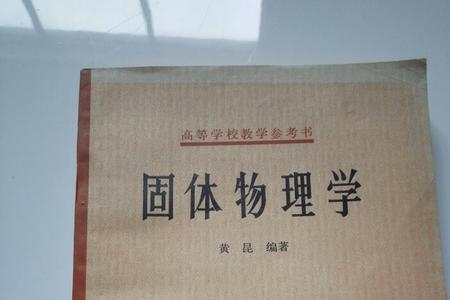 高等学校教学参考书
固体物理学
黄 昆 编著